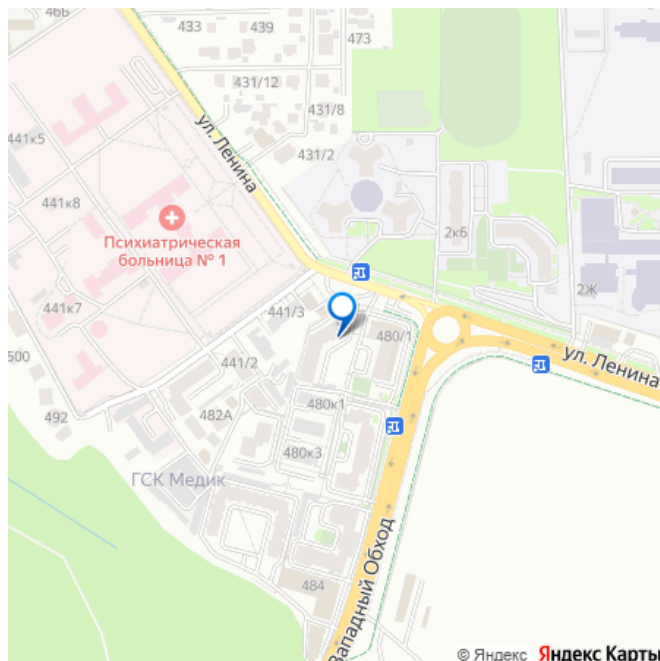 46Б
433
439
473
431/12
431/8
441к5
431/2
ул. Ленина
441к8
2к6
Психиатрическая
больница № 1
2Ж
441к7
441/3
480/1
500
441/2
ул. Ленина
492
482А
480к1
480к3
ГСК Медик
Западный Обход
484
© Яндекс Яндекс Карты